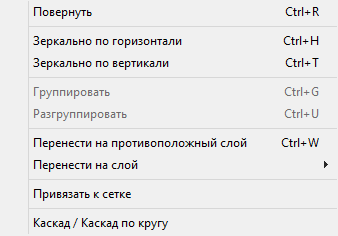 Повернуть Ctrl+R
Зеркально по горизонтали Ctrl+H
Зеркально по вертикали Ctrl+T
Группировать Ctrl+G
Разгруппировать Ctrl+U
Перенести на противоположный слой Ctrl+W
Перенести на слой
Привязать к сетке
Каскад / Каскад по кругу